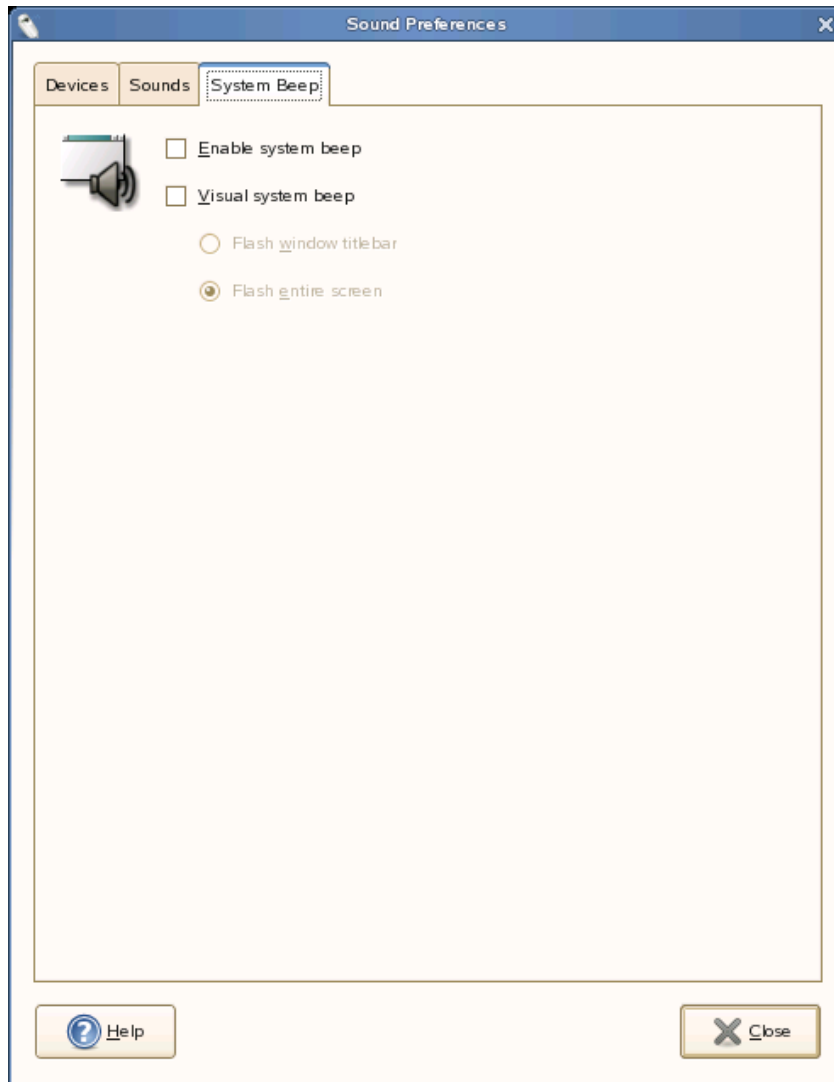 Sound Preferences
Devices Sounds System Beep
Enable system beep
Visual system beep
Flash window titlebar
Flash entire screen
Help Close